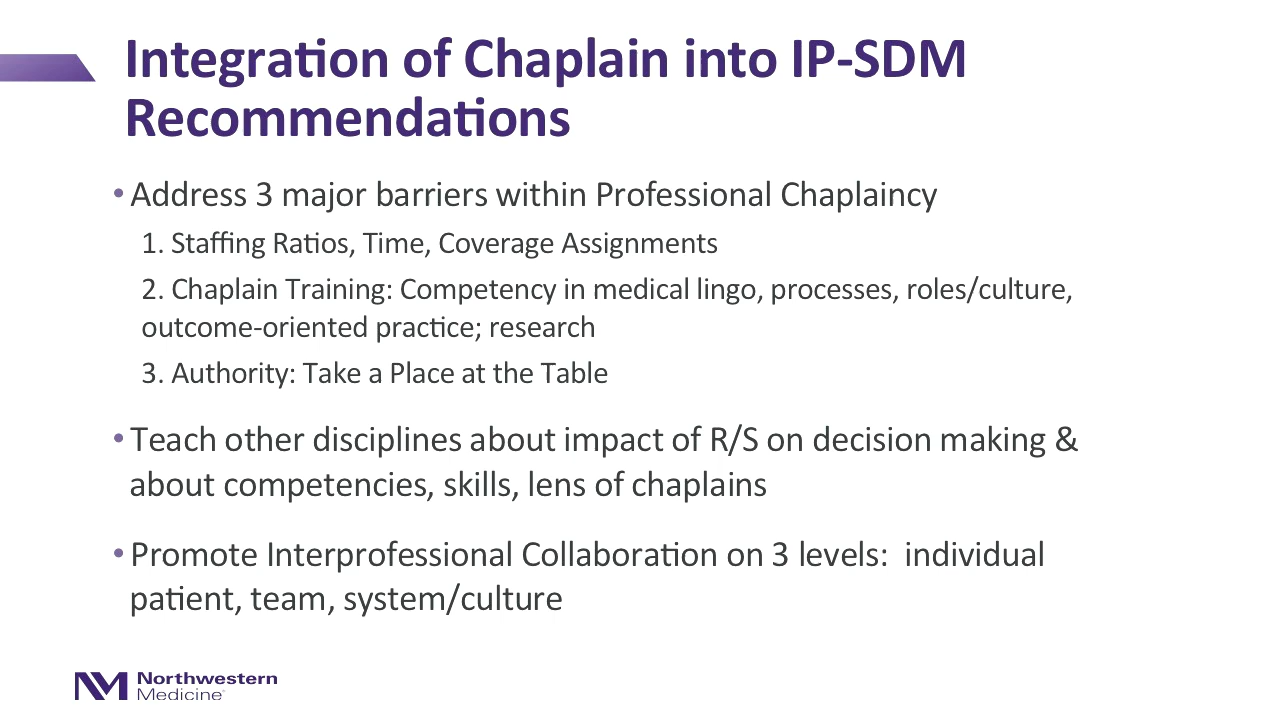 Integration of Chaplain into IP-SDM
Recommendations
• Address 3 major barriers within Professional Chaplaincy
1. Staffing Ratios, Time, Coverage Assignments
2. Chaplain Training: Competency in medical lingo, processes, roles/culture,
outcome-oriented practice; research
3. Authority: Take a Place at the Table
• Teach other disciplines about impact of R/S on decision making &
about competencies, skills, lens of chaplains
• Promote Interprofessional Collaboration on 3 levels:  individual
patient, team, system/culture
NM Northwestern
Medicine